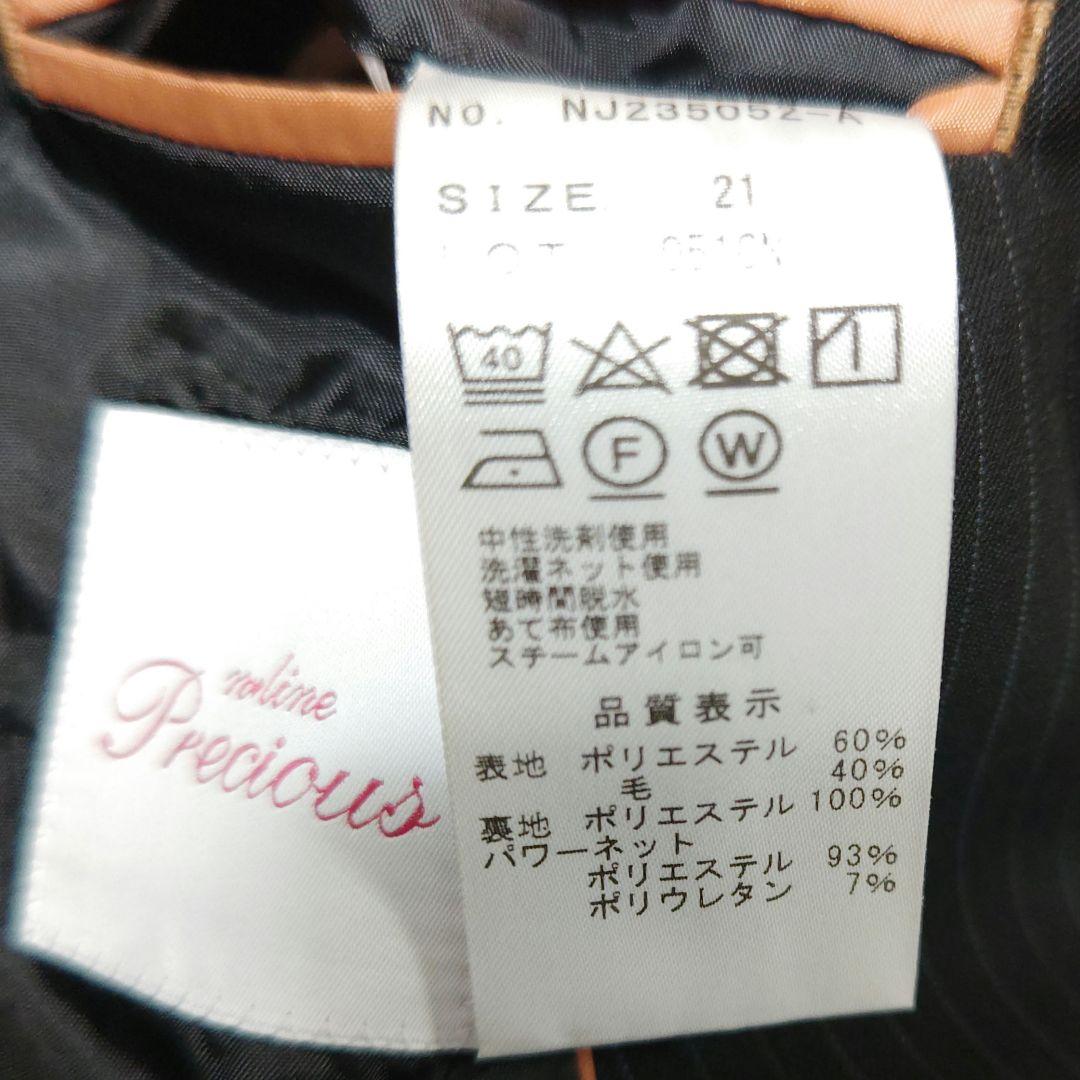 NO. NJ235052-A
SIZE 21
LOT
40
F
W
中性洗剤使用
洗濯ネット使用
短時間脱水
あて布使用
スチームアイロン可
品質表示
表地 ポリエステル 60%
毛 40%
裏地 ポリエステル 100%
パワーネット
ポリエステル 93%
ポリウレタン 7%
Precious